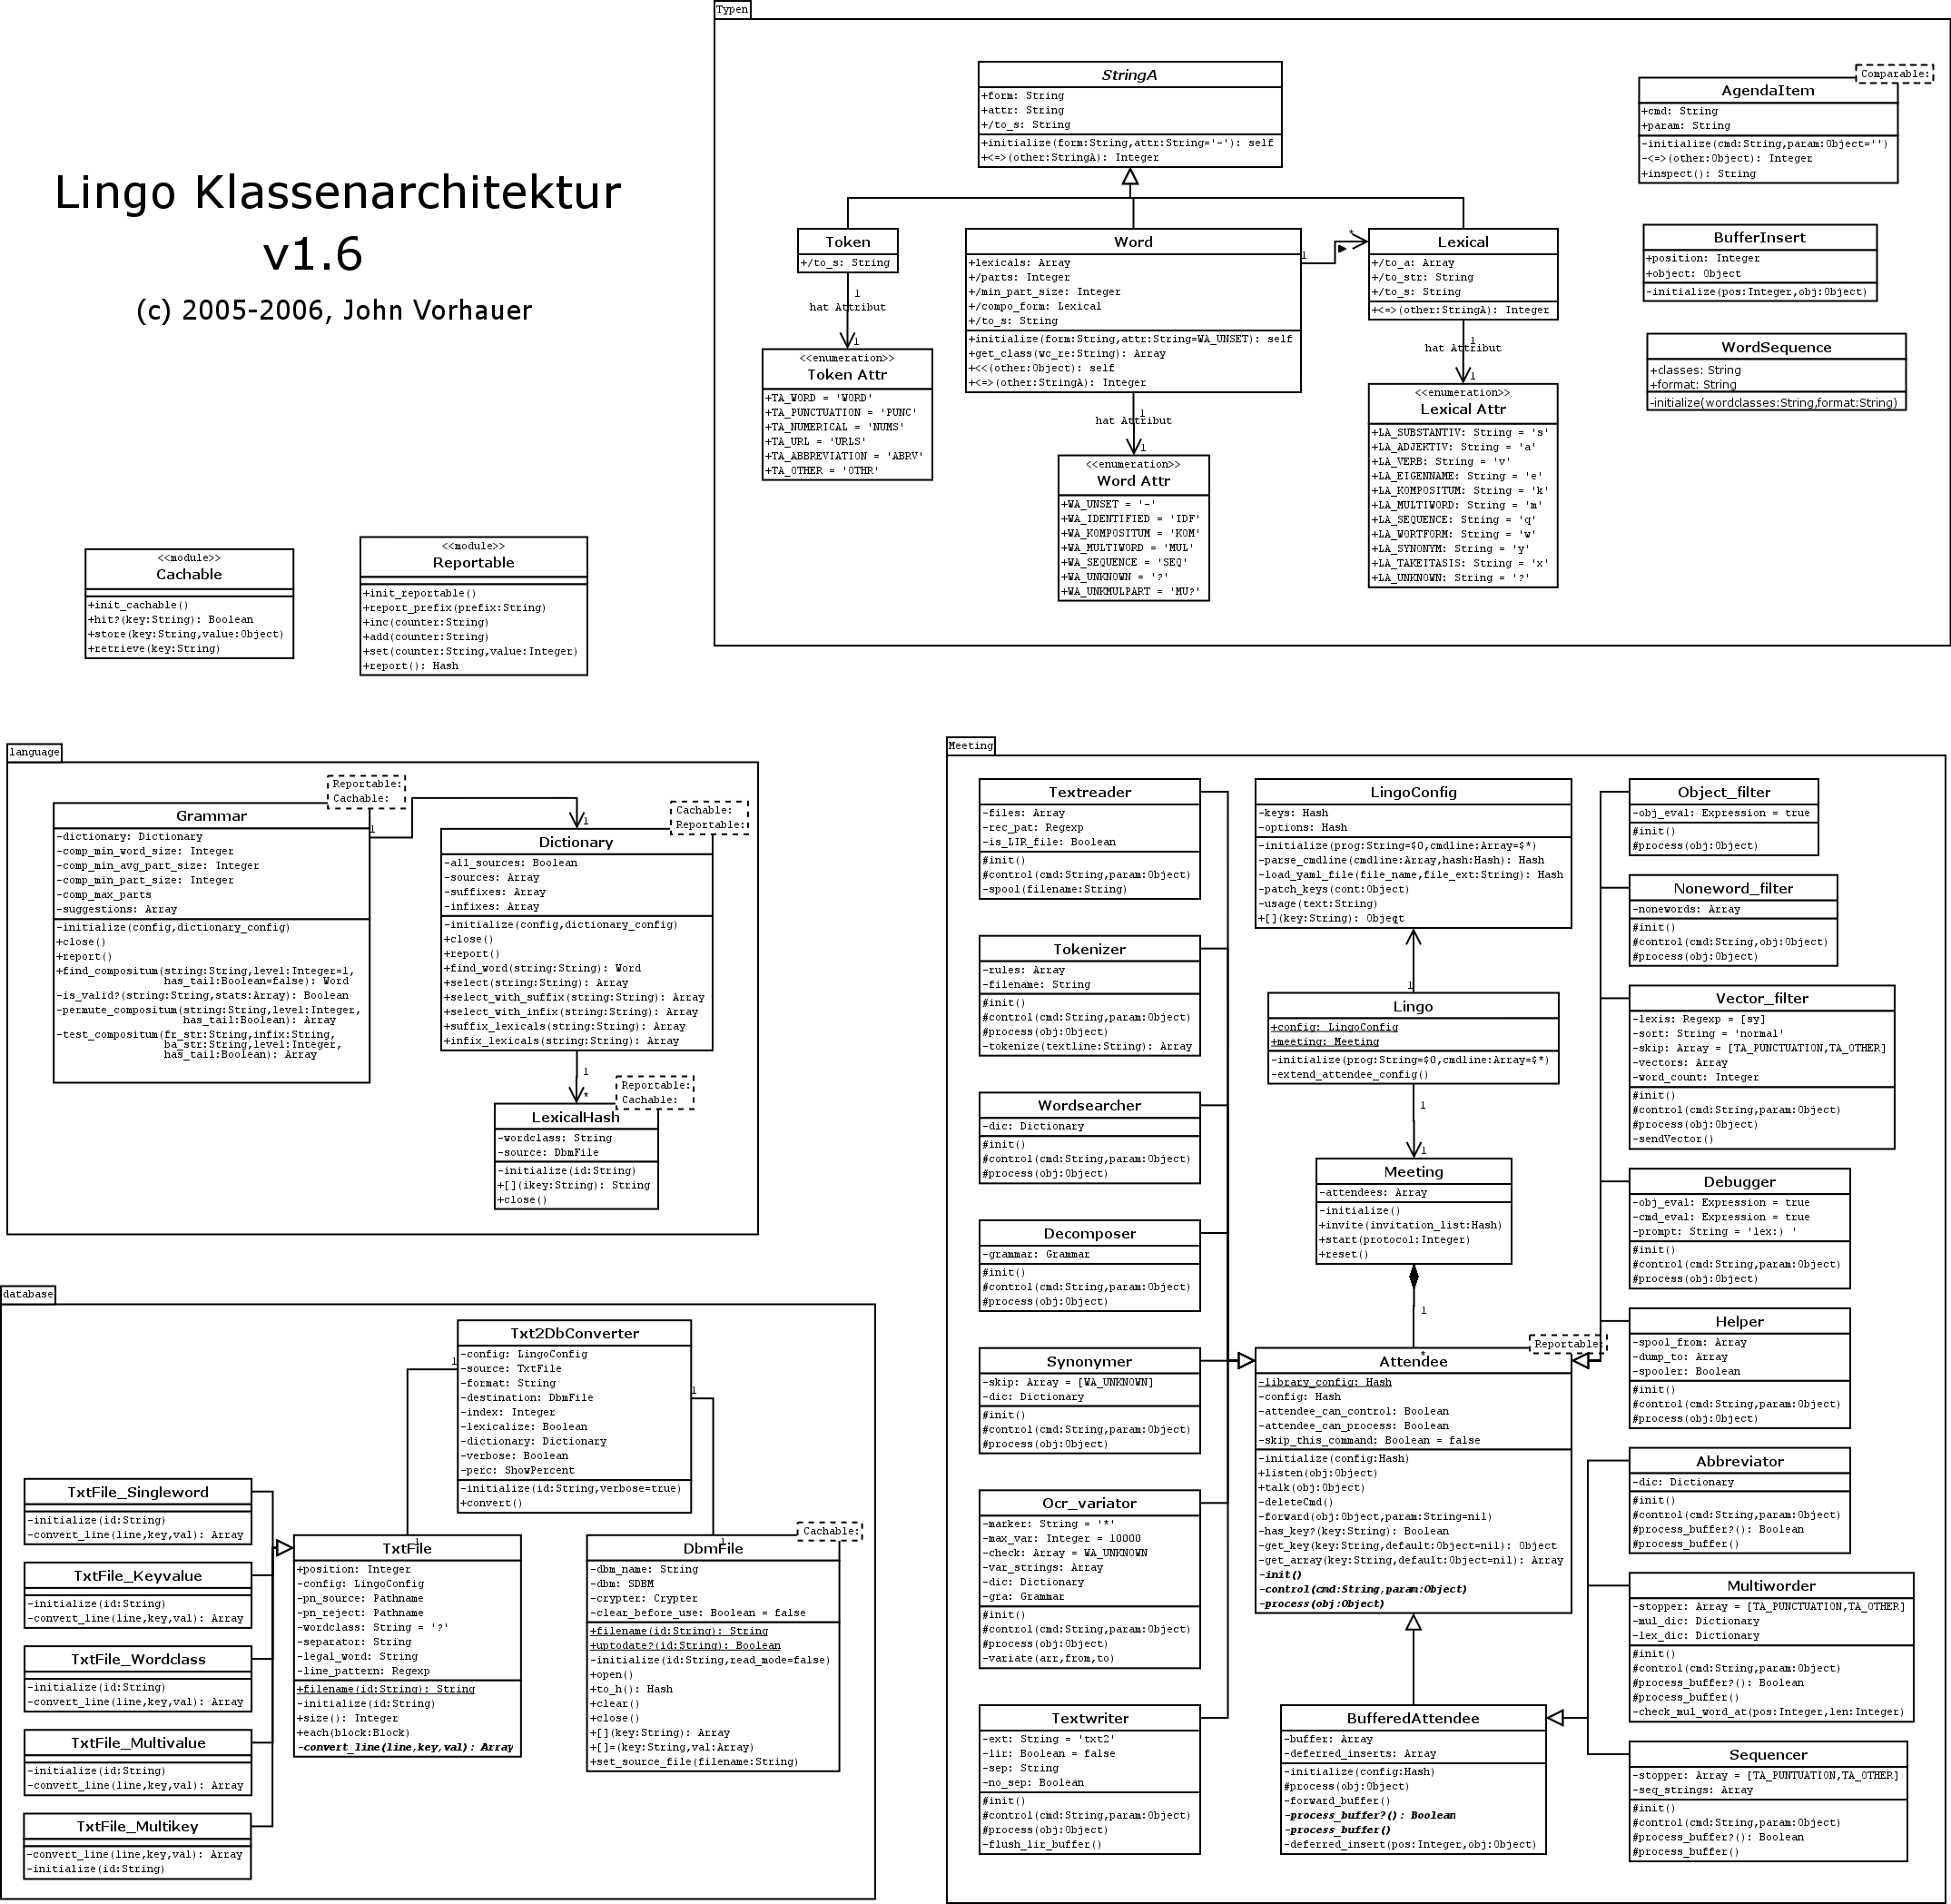 Lingo Klassenarchitektur
v1.6
(c) 2005-2006, John Vorhauer
Typen
StringA
+form: String
+attr: String
+/to_s: String
+initialize(form:String,attr:String='-'): self
+<=>(other:StringA): Integer
Comparable:
AgendaItem
+cmd: String
+param: String
-initialize(cmd:String,param:Object='')
-<=>(other:Object): Integer
+inspect(): String
Token
+/to_s: String
Word
+lexicals: Array
+/parts: Integer
+/min_part_size: Integer
+/compo_form: Lexical
+/to_s: String
+initialize(form:String,attr:String=WA_UNSET): self
+get_class(wc_re:String): Array
+<<(other:Object): self
+<=>(other:StringA): Integer
1
*
Lexical
+/to_a: Array
+/to_str: String
+/to_s: String
+<=>(other:StringA): Integer
BufferInsert
+position: Integer
+object: Object
-initialize(pos:Integer,obj:Object)
WordSequence
+classes: String
+format: String
-initialize(wordclasses:String,format:String)
1
hat Attribut
1
<<enumeration>>
Token Attr
+TA_WORD = 'WORD'
+TA_PUNCTUATION = 'PUNC'
+TA_NUMERICAL = 'NUMS'
+TA_URL = 'URLS'
+TA_ABBREVIATION = 'ABRV'
+TA_OTHER = 'OTHR'
1
hat Attribut
1
<<enumeration>>
Word Attr
+WA_UNSET = '-'
+WA_IDENTIFIED = 'IDF'
+WA_KOMPOSITUM = 'KOM'
+WA_MULTIWORD = 'MUL'
+WA_SEQUENCE = 'SEQ'
+WA_UNKNOWN = '?'
+WA_UNKMULPART = 'MU?'
1
hat Attribut
1
<<enumeration>>
Lexical Attr
+LA_SUBSTANTIV: String = 's'
+LA_ADJEKTIV: String = 'a'
+LA_VERB: String = 'v'
+LA_EIGENNAME: String = 'e'
+LA_KOMPOSITUM: String = 'k'
+LA_MULTIWORD: String = 'm'
+LA_SEQUENCE: String = 'q'
+LA_WORTFORM: String = 'w'
+LA_SYNONYM: String = 'y'
+LA_TAKEITASIS: String = 'x'
+LA_UNKNOWN: String = '?'
<<module>>
Cachable
+init_cachable()
+hit?(key:String): Boolean
+store(key:String,value:Object)
+retrieve(key:String)
<<module>>
Reportable
+init_reportable()
+report_prefix(prefix:String)
+inc(counter:String)
+add(counter:String)
+set(counter:String,value:Integer)
+report(): Hash
language
Reportable:
Cachable:
Grammar
-dictionary: Dictionary
-comp_min_word_size: Integer
-comp_min_avg_part_size: Integer
-comp_min_part_size: Integer
-comp_max_parts
-suggestions: Array
-initialize(config,dictionary_config)
+close()
+report()
+find_compositum(string:String,level:Integer=1,
has_tail:Boolean=false): Word
-is_valid?(string:String,stats:Array): Boolean
-permute_compositum(string:String,level:Integer,
has_tail:Boolean): Array
-test_compositum(fr_str:String,infix:String,
ba_str:String,level:Integer,
has_tail:Boolean): Array
1
1
Cachable:
Reportable:
Dictionary
-all_sources: Boolean
-sources: Array
-suffixes: Array
-infixes: Array
-initialize(config,dictionary_config)
+close()
+report()
+find_word(string:String): Word
+select(string:String): Array
+select_with_suffix(string:String): Array
+select_with_infix(string:String): Array
+suffix_lexicals(string:String): Array
+infix_lexicals(string:String): Array
1
*
Reportable:
Cachable:
LexicalHash
-wordclass: String
-source: DbmFile
-initialize(id:String)
+[](ikey:String): String
+close()
database
Txt2DbConverter
-config: LingoConfig
-source: TxtFile
-format: String
-destination: DbmFile
-index: Integer
-lexicalize: Boolean
-dictionary: Dictionary
-verbose: Boolean
-perc: ShowPercent
-initialize(id:String,verbose=true)
+convert()
1
1
1
1
TxtFile_Singleword
-initialize(id:String)
-convert_line(line,key,val): Array
TxtFile_Keyvalue
-initialize(id:String)
-convert_line(line,key,val): Array
TxtFile_Wordclass
-initialize(id:String)
-convert_line(line,key,val): Array
TxtFile_Multivalue
-initialize(id:String)
-convert_line(line,key,val): Array
TxtFile_Multikey
-convert_line(line,key,val): Array
-initialize(id:String)
TxtFile
+position: Integer
-config: LingoConfig
-pn_source: Pathname
-pn_reject: Pathname
-wordclass: String = '?'
-separator: String
-legal_word: String
-line_pattern: Regexp
+filename(id:String): String
-initialize(id:String)
+size(): Integer
+each(block:Block)
-convert_line(line,key,val): Array
Cachable:
DbmFile
-dbm_name: String
-dbm: SDBM
-crypter: Crypter
-clear_before_use: Boolean = false
+filename(id:String): String
+uptodate?(id:String): Boolean
-initialize(id:String,read_mode=false)
+open()
+to_h(): Hash
+clear()
+close()
+[](key:String): Array
+[]=(key:String,val:Array)
+set_source_file(filename:String)
Meeting
Textreader
-files: Array
-rec_pat: Regexp
-is_LIR_file: Boolean
#init()
#control(cmd:String,param:Object)
-spool(filename:String)
Tokenizer
-rules: Array
-filename: String
#init()
#control(cmd:String,param:Object)
#process(obj:Object)
-tokenize(textline:String): Array
Wordsearcher
-dic: Dictionary
#init()
#control(cmd:String,param:Object)
#process(obj:Object)
Decomposer
-grammar: Grammar
#init()
#control(cmd:String,param:Object)
#process(obj:Object)
Synonymer
-skip: Array = [WA_UNKNOWN]
-dic: Dictionary
#init()
#control(cmd:String,param:Object)
#process(obj:Object)
Ocr_variator
-marker: String = '*'
-max_var: Integer = 10000
-check: Array = WA_UNKNOWN
-var_strings: Array
-dic: Dictionary
-gra: Grammar
#init()
#control(cmd:String,param:Object)
#process(obj:Object)
-variate(arr,from,to)
Textwriter
-ext: String = 'txt2'
-lir: Boolean = false
-sep: String
-no_sep: Boolean
#init()
#control(cmd:String,param:Object)
#process(obj:Object)
-flush_lir_buffer()
LingoConfig
-keys: Hash
-options: Hash
-initialize(prog:String=$0,cmdline:Array=$*)
-parse_cmdline(cmdline:Array,hash:Hash): Hash
-load_yaml_file(file_name,file_ext:String): Hash
-patch_keys(cont:Object)
-usage(text:String)
+[](key:String): Object
1
1
Lingo
+config: LingoConfig
+meeting: Meeting
-initialize(prog:String=$0,cmdline:Array=$*)
-extend_attendee_config()
1
1
Meeting
-attendees: Array
-initialize()
+invite(invitation_list:Hash)
+start(protocol:Integer)
+reset()
1
*
Reportable:
Attendee
-library_config: Hash
-config: Hash
-attendee_can_control: Boolean
-attendee_can_process: Boolean
-skip_this_command: Boolean = false
-initialize(config:Hash)
+listen(obj:Object)
+talk(obj:Object)
-deleteCmd()
-forward(obj:Object,param:String=nil)
-has_key?(key:String): Boolean
-get_key(key:String,default:Object=nil): Object
-get_array(key:String,default:Object=nil): Array
-init()
-control(cmd:String,param:Object)
-process(obj:Object)
BufferedAttendee
-buffer: Array
-deferred_inserts: Array
-initialize(config:Hash)
#process(obj:Object)
-forward_buffer()
-process_buffer?(): Boolean
-process_buffer()
-deferred_insert(pos:Integer,obj:Object)
Object_filter
-obj_eval: Expression = true
#init()
#process(obj:Object)
Noneword_filter
-nonewords: Array
#init()
#control(cmd:String,obj:Object)
#process(obj:Object)
Vector_filter
-lexis: Regexp = [sy]
-sort: String = 'normal'
-skip: Array = [TA_PUNCTUATION,TA_OTHER]
-vectors: Array
-word_count: Integer
#init()
#control(cmd:String,param:Object)
#process(obj:Object)
-sendVector()
Debugger
-obj_eval: Expression = true
-cmd_eval: Expression = true
-prompt: String = 'lex:) '
#init()
#control(cmd:String,param:Object)
#process(obj:Object)
Helper
-spool_from: Array
-dump_to: Array
-spooler: Boolean
#init()
#control(cmd:String,param:Object)
#process(obj:Object)
Abbreviator
-dic: Dictionary
#init()
#control(cmd:String,param:Object)
#process_buffer?(): Boolean
#process_buffer()
Multiworder
-stopper: Array = [TA_PUNCTUATION,TA_OTHER]
-mul_dic: Dictionary
-lex_dic: Dictionary
#init()
#control(cmd:String,param:Object)
#process_buffer?(): Boolean
#process_buffer()
-check_mul_word_at(pos:Integer,len:Integer)
Sequencer
-stopper: Array = [TA_PUNTUATION,TA_OTHER]
-seq_strings: Array
#init()
#control(cmd:String,param:Object)
#process_buffer?(): Boolean
#process_buffer()